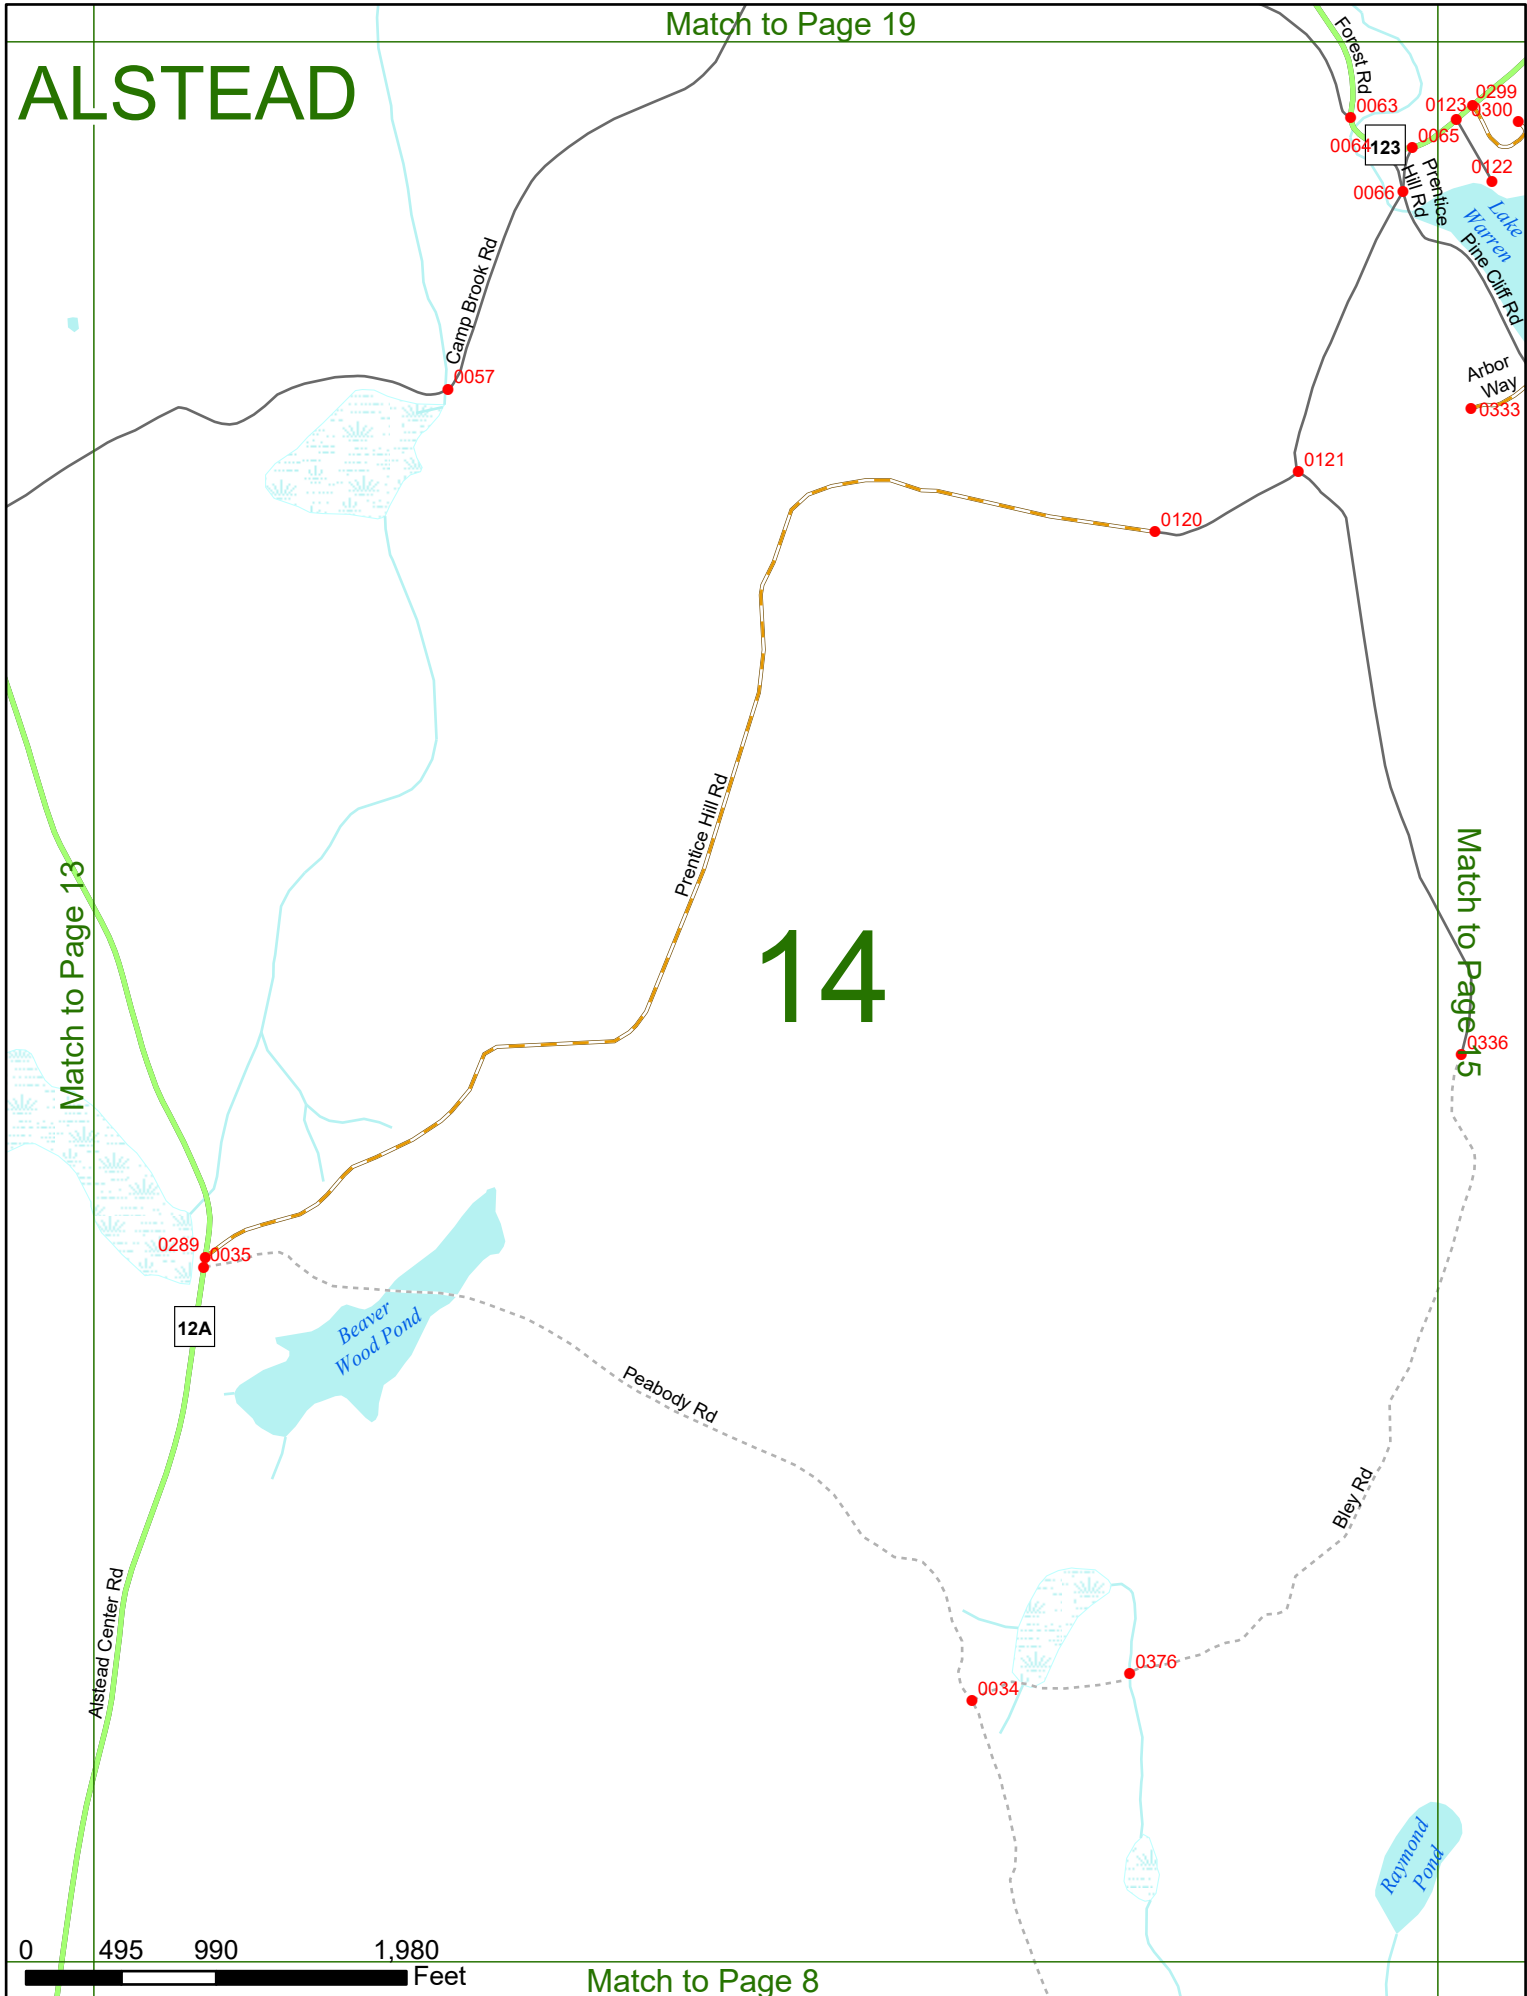 Match to Page 19
ALSTEAD
Forest Rd
0063
0064
123
0065
0123
0299
0300
0122
0066
Prentice
Hill Rd
Lake
Warren
Pine Cliff Rd
Camp Brook Rd
0057
Arbor
Way
0333
0121
0120
Prentice Hill Rd
Match to Page 13
14
Match to Page 15
0336
0289
0035
12A
Beaver
Wood Pond
Peabody Rd
Bley Rd
Alstead Center Rd
0376
0034
Raymond
Pond
0 495 990 1,980
Feet
Match to Page 8